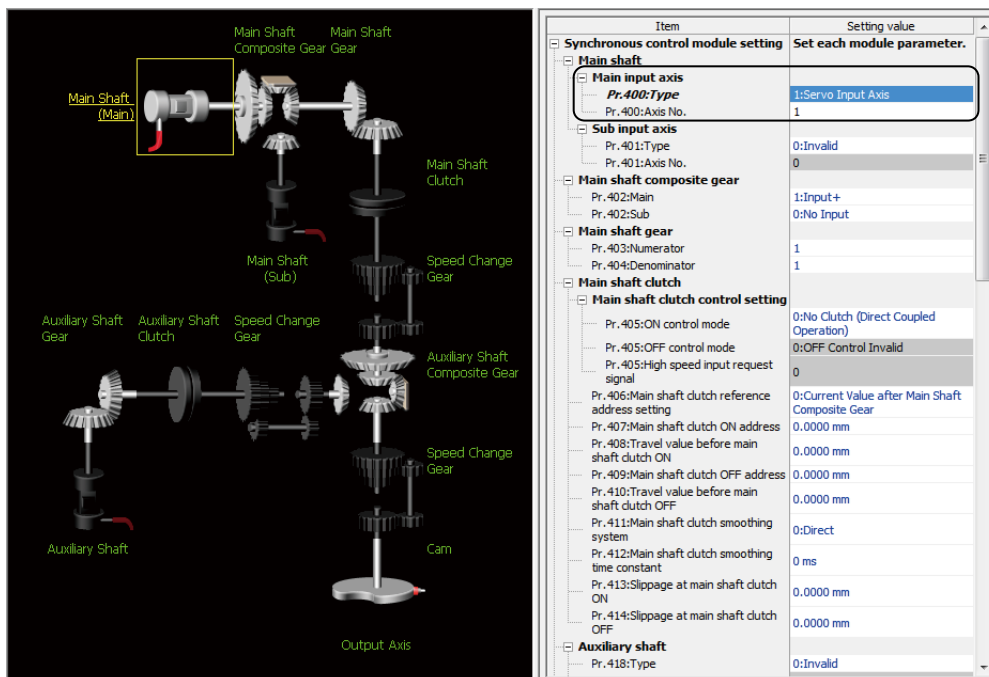 Main Shaft
Composite Gear
Main Shaft
Gear
Main Shaft
(Main)
Main Shaft
Clutch
Main Shaft
(Sub)
Speed Change
Gear
Auxiliary Shaft
Gear
Auxiliary Shaft
Clutch
Speed Change
Gear
Auxiliary Shaft
Composite Gear
Speed Change
Gear
Auxiliary Shaft
Cam
Output Axis
Item Setting value
Synchronous control module setting Set each module parameter.
Main shaft
Main input axis
Pr.400:Type 1:Servo Input Axis
Pr.400:Axis No. 1
Sub input axis
Pr.401:Type 0:Invalid
Pr.401:Axis No. 0
Main shaft composite gear
Pr.402:Main 1:Input+
Pr.402:Sub 0:No Input
Main shaft gear
Pr.403:Numerator 1
Pr.404:Denominator 1
Main shaft clutch
Main shaft clutch control setting
Pr.405:ON control mode 0:No Clutch (Direct Coupled
Operation)
Pr.405:OFF control mode 0:OFF Control Invalid
Pr.405:High speed input request
signal 0
Pr.406:Main shaft clutch reference
address setting 0:Current Value after Main Shaft
Composite Gear
Pr.407:Main shaft clutch ON address 0.0000 mm
Pr.408:Travel value before main
shaft clutch ON 0.0000 mm
Pr.409:Main shaft clutch OFF address 0.0000 mm
Pr.410:Travel value before main
shaft clutch OFF 0.0000 mm
Pr.411:Main shaft clutch smoothing
system 0:Direct
Pr.412:Main shaft clutch smoothing
time constant 0 ms
Pr.413:Slippage at main shaft clutch
ON 0.0000 mm
Pr.414:Slippage at main shaft clutch
OFF 0.0000 mm
Auxiliary shaft
Pr.418:Type 0:Invalid